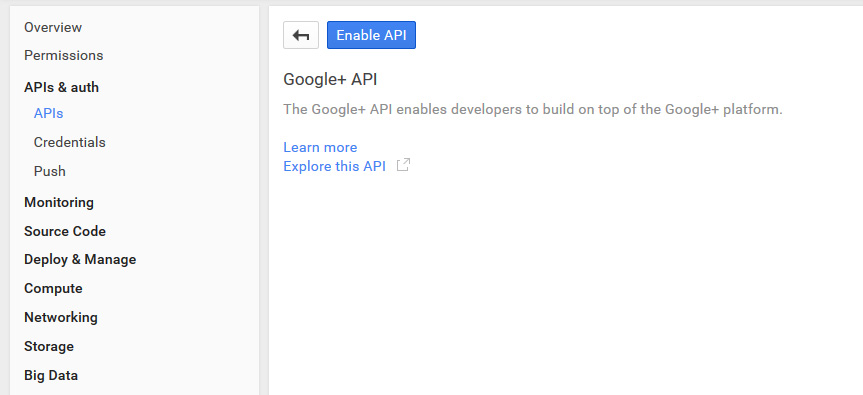 Overview
Permissions
APIs & auth
APIs
Credentials
Push
Monitoring
Source Code
Deploy & Manage
Compute
Networking
Storage
Big Data
Enable API
Google+ API
The Google+ API enables developers to build on top of the Google+ platform.
Learn more
Explore this API